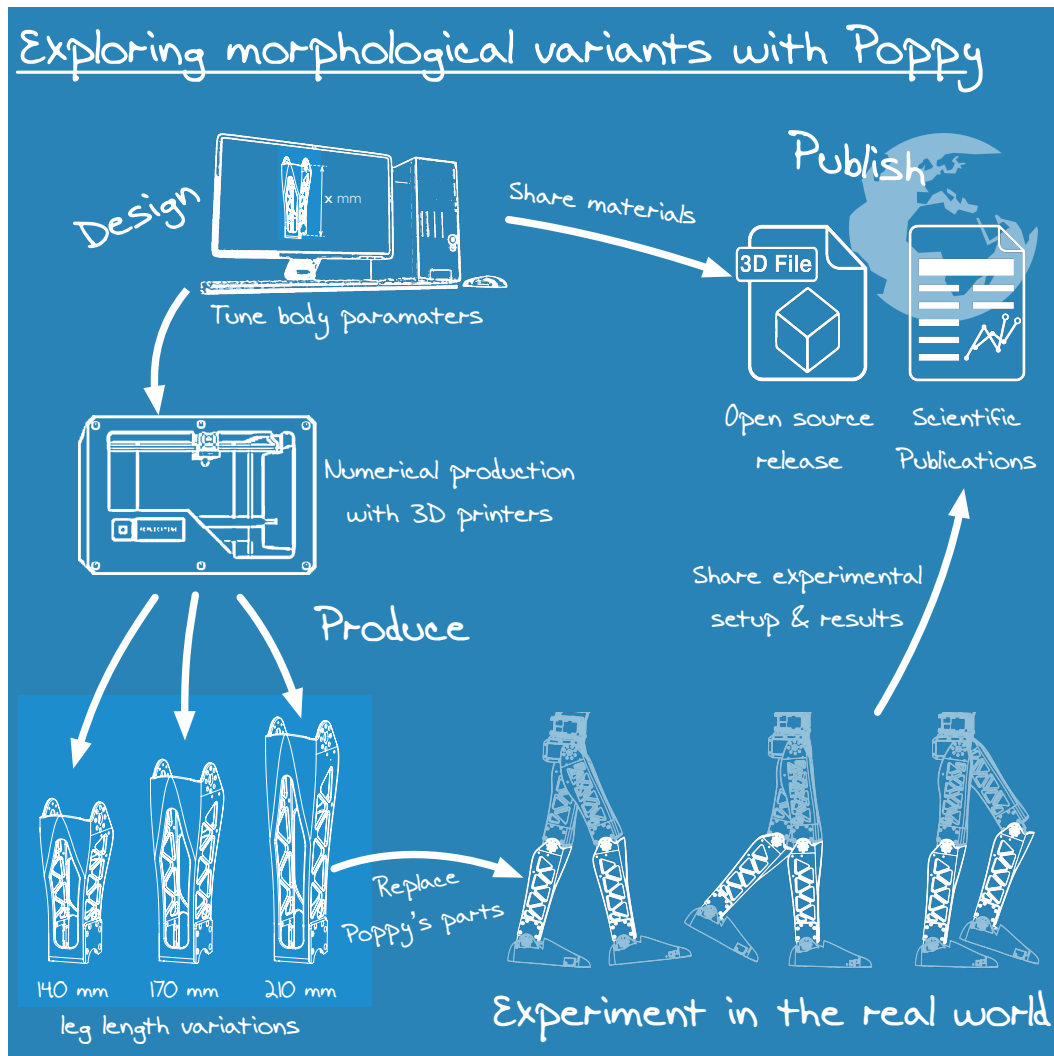 Exploring morphological variants with Poppy
Design
x mm
Tune body paramaters
Share materials
Publish
3D File
Open source
release
Scientific
Publications
Numerical production
with 3D printers
Produce
Share experimental
setup & results
140 mm
170 mm
210 mm
leg length variations
Replace
Poppy's parts
Experiment in the real world